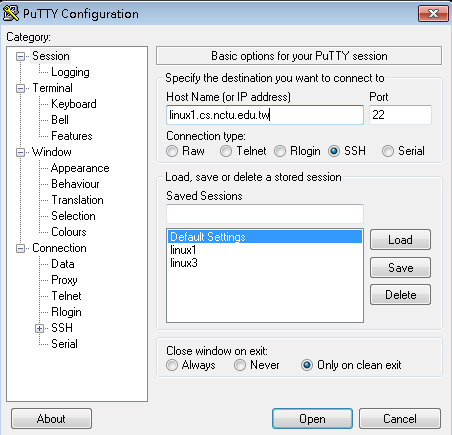 PuTTY Configuration
Category:
Session
Logging
Terminal
Keyboard
Bell
Features
Window
Appearance
Behaviour
Translation
Selection
Colours
Connection
Data
Proxy
Telnet
Rlogin
SSH
Serial
Basic options for your PuTTY session
Specify the destination you want to connect to
Host Name (or IP address) Port
linux1.cs.nctu.edu.tw 22
Connection type:
Raw Telnet Rlogin SSH Serial
Load, save or delete a stored session
Saved Sessions
Default Settings
linux1
linux3
Load
Save
Delete
Close window on exit:
Always Never Only on clean exit
About Open Cancel